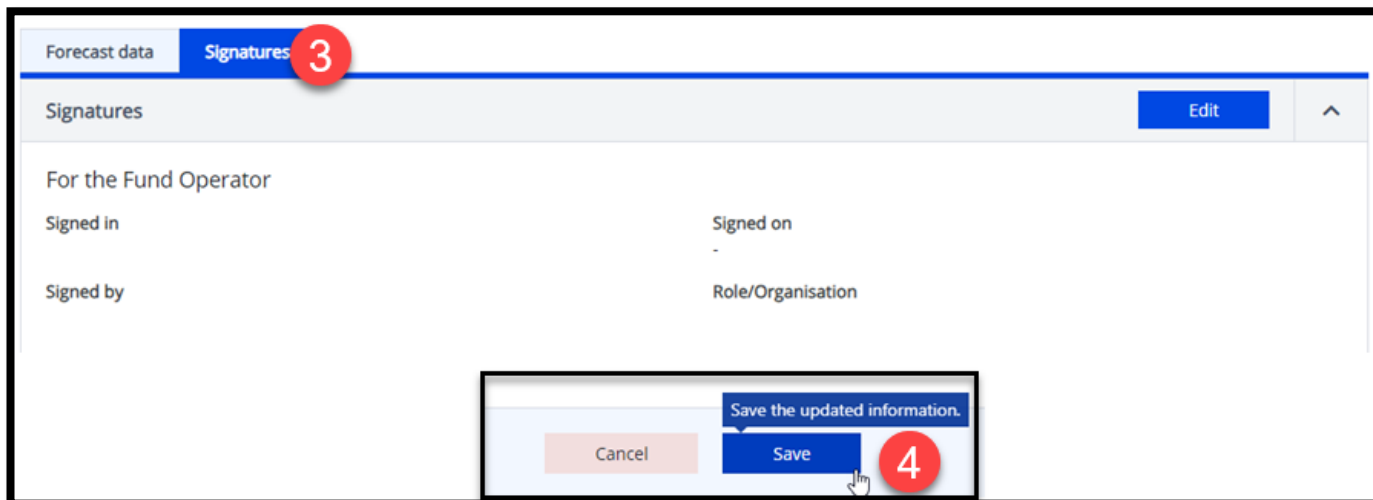 Forecast data Signatures 3
Signatures Edit
For the Fund Operator
Signed in Signed on
-
Signed by Role/Organisation
Save the updated information.
Cancel Save 4